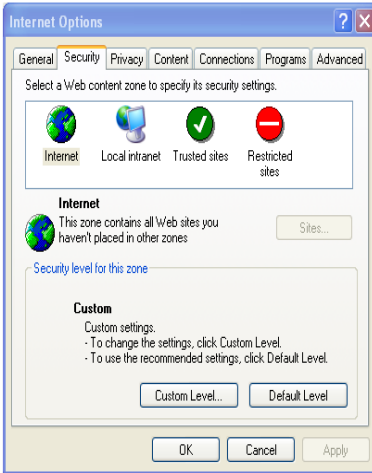 Internet Options
General Security Privacy Content Connections Programs Advanced
Select a Web content zone to specify its security settings.
Internet Local intranet Trusted sites Restricted
sites
Internet
This zone contains all Web sites you
haven't placed in other zones
Sites...
Security level for this zone
Custom
Custom settings.
- To change the settings, click Custom Level.
- To use the recommended settings, click Default Level.
Custom Level... Default Level
OK Cancel Apply